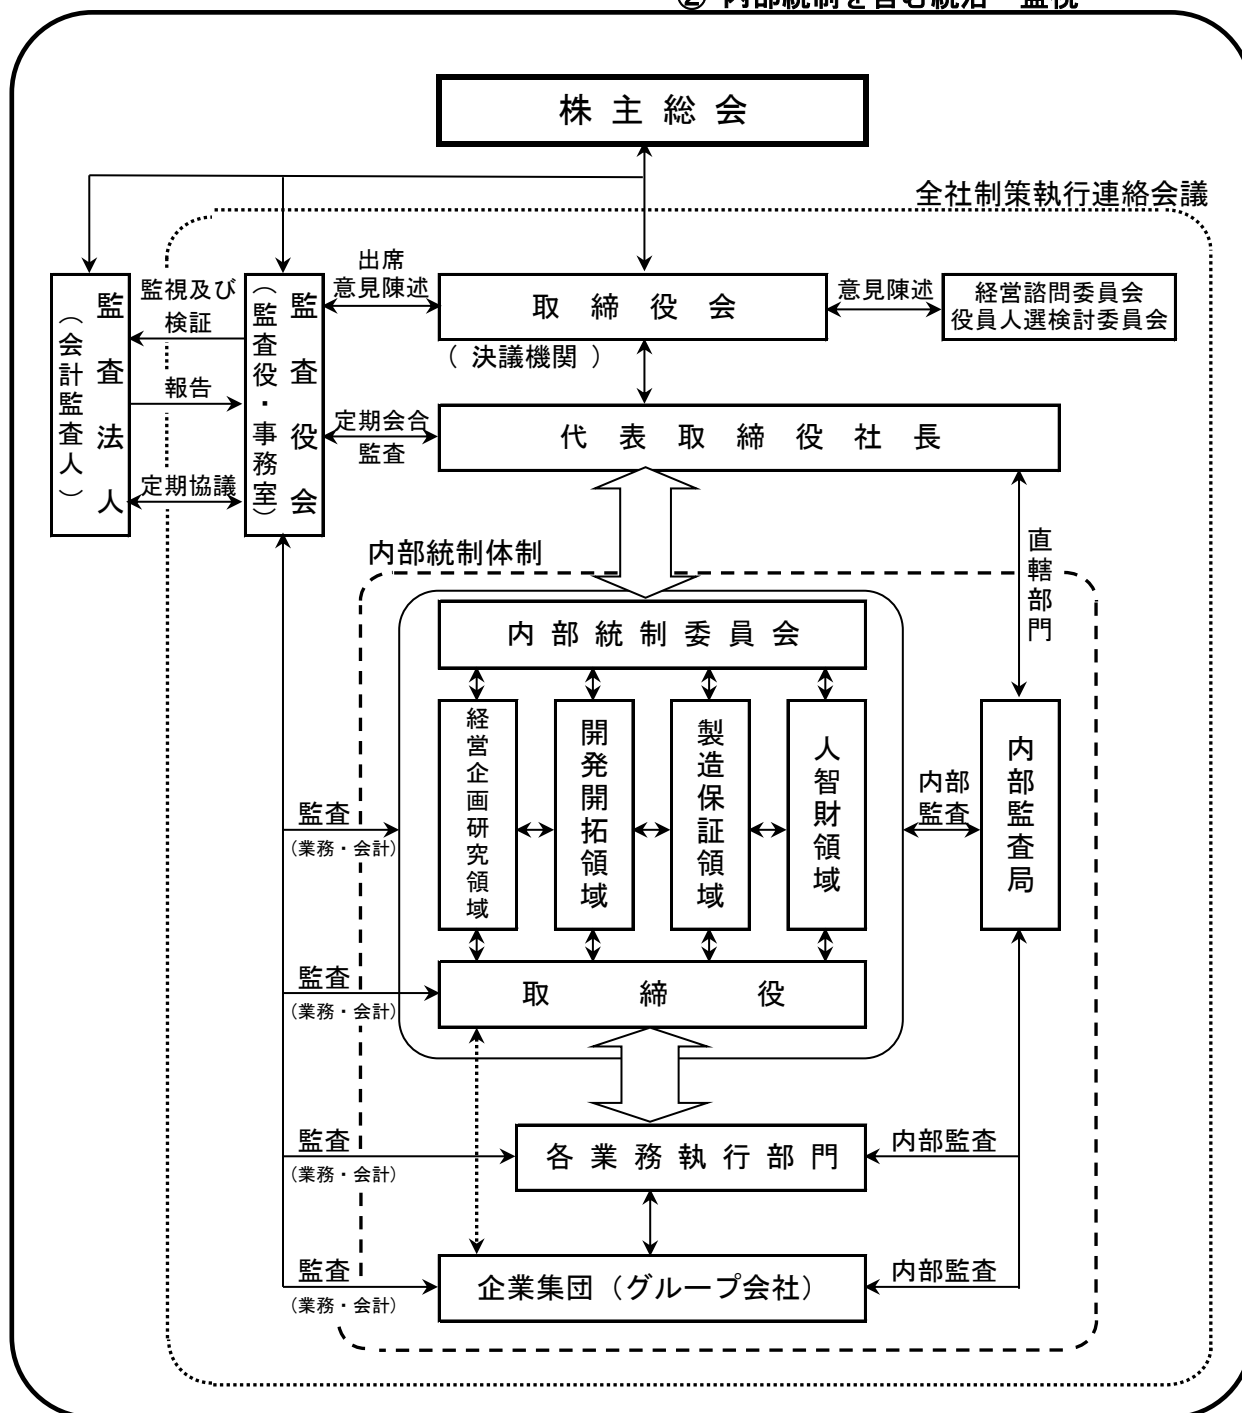 ② 内部統制を含む統治・監視
株主総会
全社制策執行連絡会議
監査法人
（会計監査人）
監視及び
検証
報告
定期協議
監査役会
（監査役・事務室）
出席
意見陳述
取締役会
（決議機関）
意見陳述
経営諮問委員会
役員人選検討委員会
定期会合
監査
代表取締役社長
直轄部門
内部統制体制
内部統制委員会
経営企画研究領域
開発開拓領域
製造保証領域
人智財領域
内部
監査
内部監査局
監査
（業務・会計）
取締役
監査
（業務・会計）
各業務執行部門
監査
（業務・会計）
内部監査
企業集団（グループ会社）
監査
（業務・会計）
内部監査